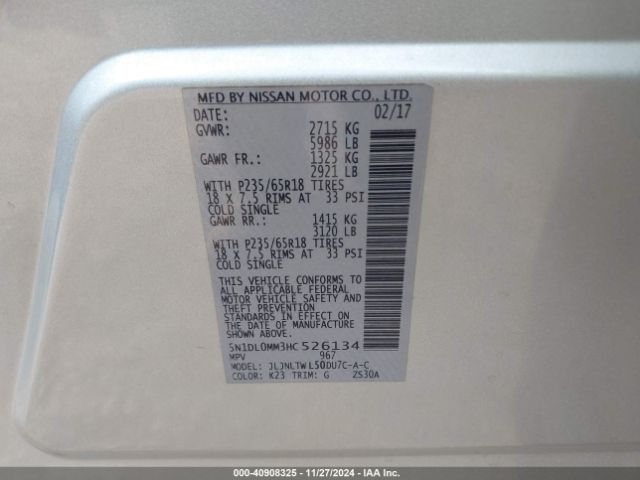 MFD BY NISSAN MOTOR CO., LTD.
DATE: 02/17
GVWR: 2715 KG
5986 LB
GAWR FR.: 1325 KG
2921 LB
WITH P235/65R18 TIRES
18 X 7.5 RIMS AT 33 PSI
COLD SINGLE
GAWR RR.: 1415 KG
3120 LB
WITH P235/65R18 TIRES
18 X 7.5 RIMS AT 33 PSI
COLD SINGLE
THIS VEHICLE CONFORMS TO
ALL APPLICABLE FEDERAL
MOTOR VEHICLE SAFETY AND
THEFT PREVENTION
STANDARDS IN EFFECT ON
THE DATE OF MANUFACTURE
SHOWN ABOVE.
5N1DL0MM3HC526134
MPV 967
MODEL: JLJNLTWL50DU7C-A-C
COLOR: K23 TRIM: G ZS30A
000-40908325 - 11/27/2024 - IAA Inc.